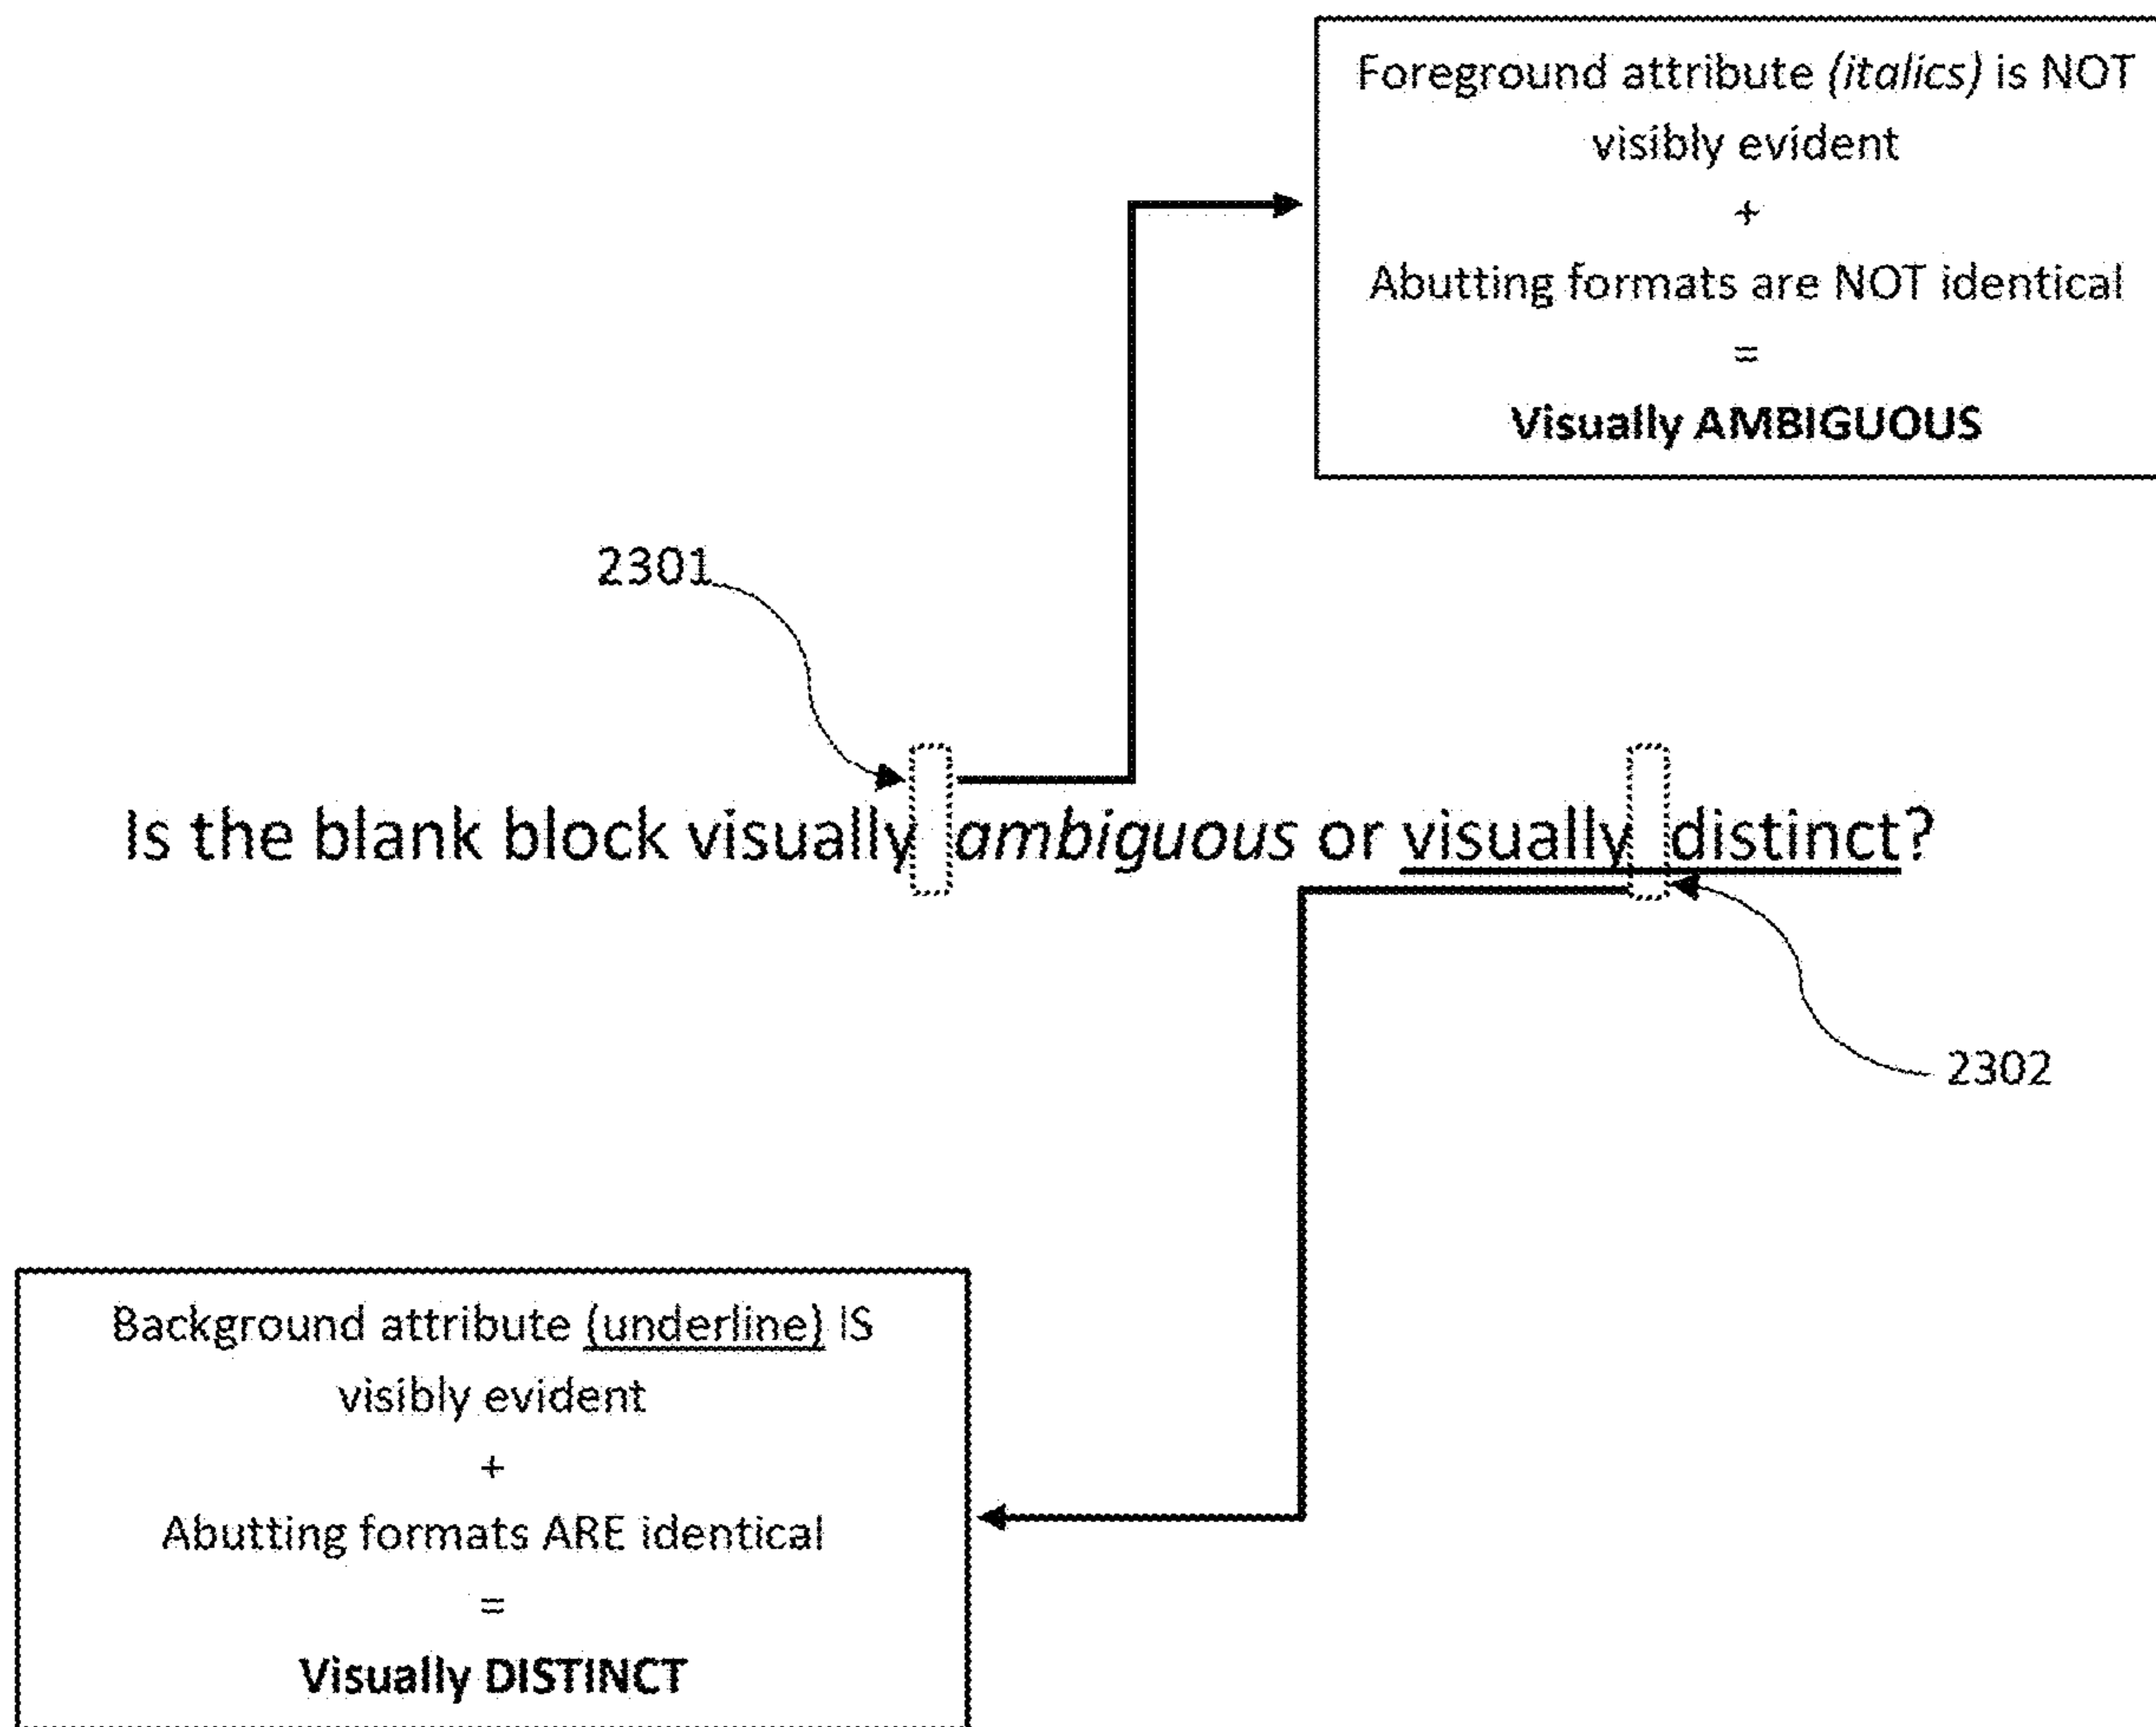 Foreground attribute (italics) is NOT
visibly evident
+
Abutting formats are NOT identical
=
Visually AMBIGUOUS
2301
Is the blank block visually ambiguous or visually distinct?
2302
Background attribute (underline) IS
visibly evident
+
Abutting formats ARE identical
=
Visually DISTINCT